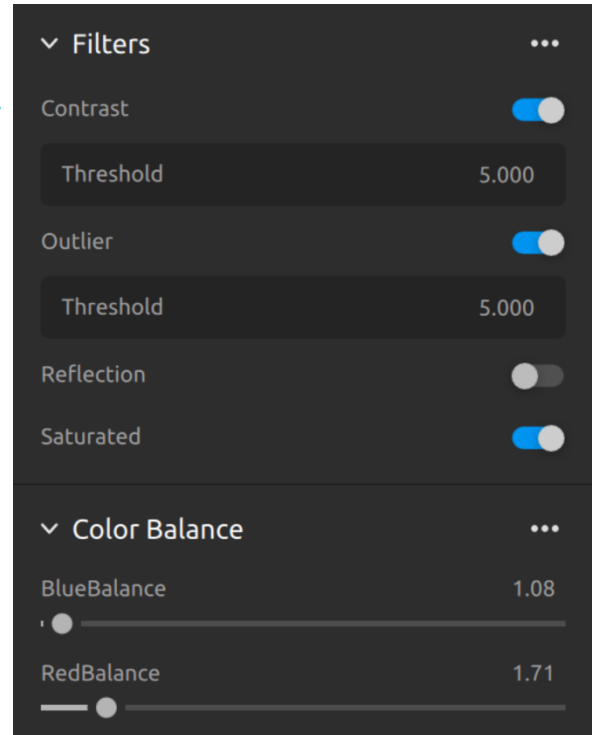 Filters
Contrast
Threshold 5.000
Outlier
Threshold 5.000
Reflection
Saturated
Color Balance
BlueBalance 1.08
RedBalance 1.71